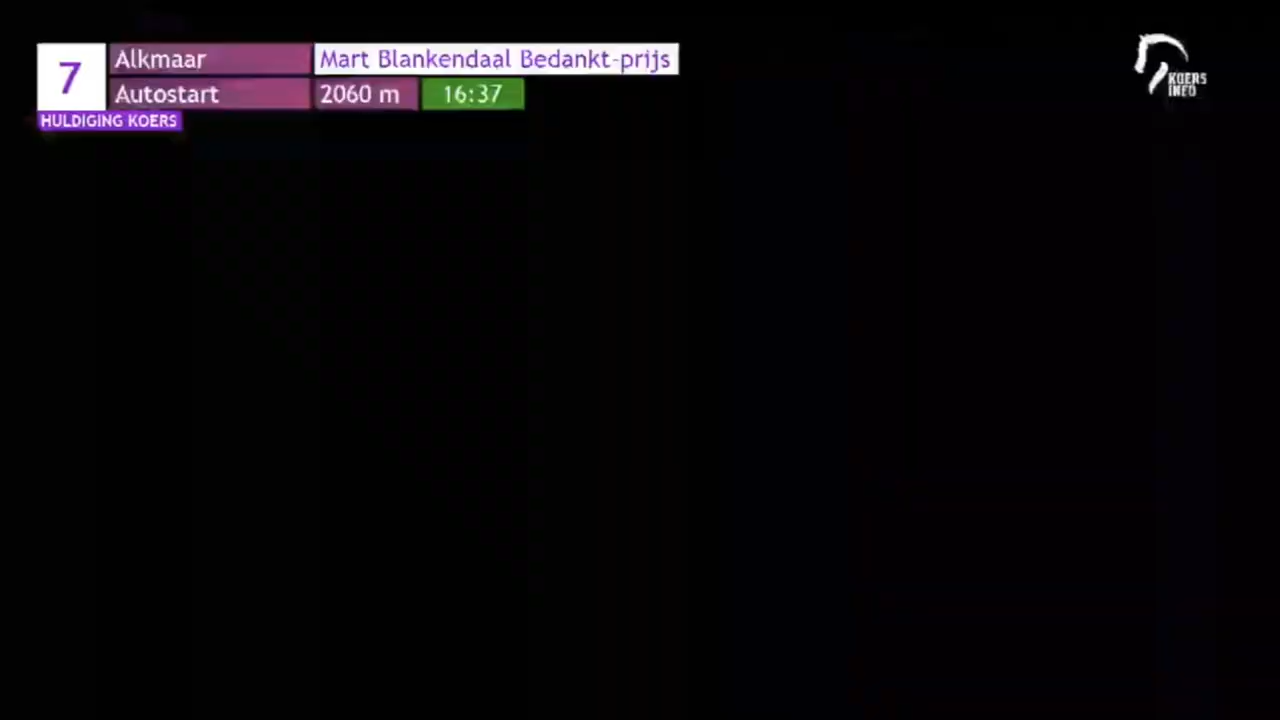 7
Alkmaar
Mart Blankendaal Bedankt-prijs
Autostart
2060 m
16:37
HULDIGING KOERS
KOERS
INFO